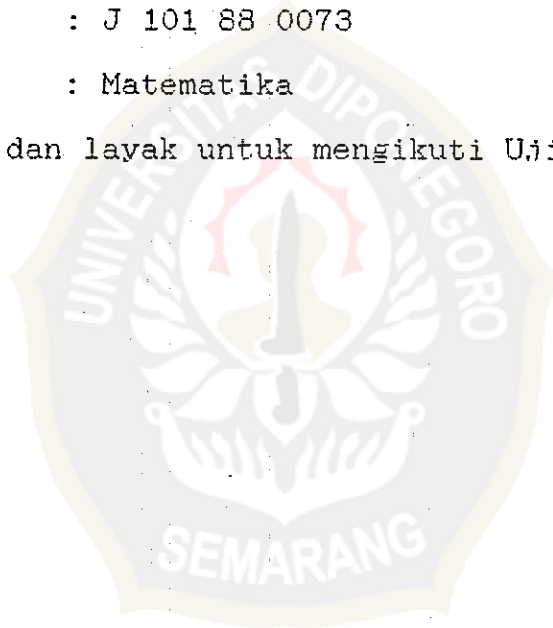 : J 101 88 0073
: Matematika
dan layak untuk mengikuti Uji
UNIVERSITAS DIPONEGORO
SEMARANG